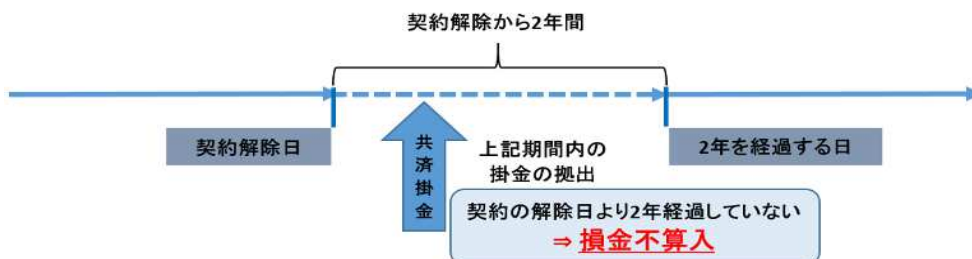 契約解除から2年間
契約解除日
共済掛金
上記期間内の
掛金の拠出
2年を経過する日
契約の解除日より2年経過していない
⇒ 損金不算入